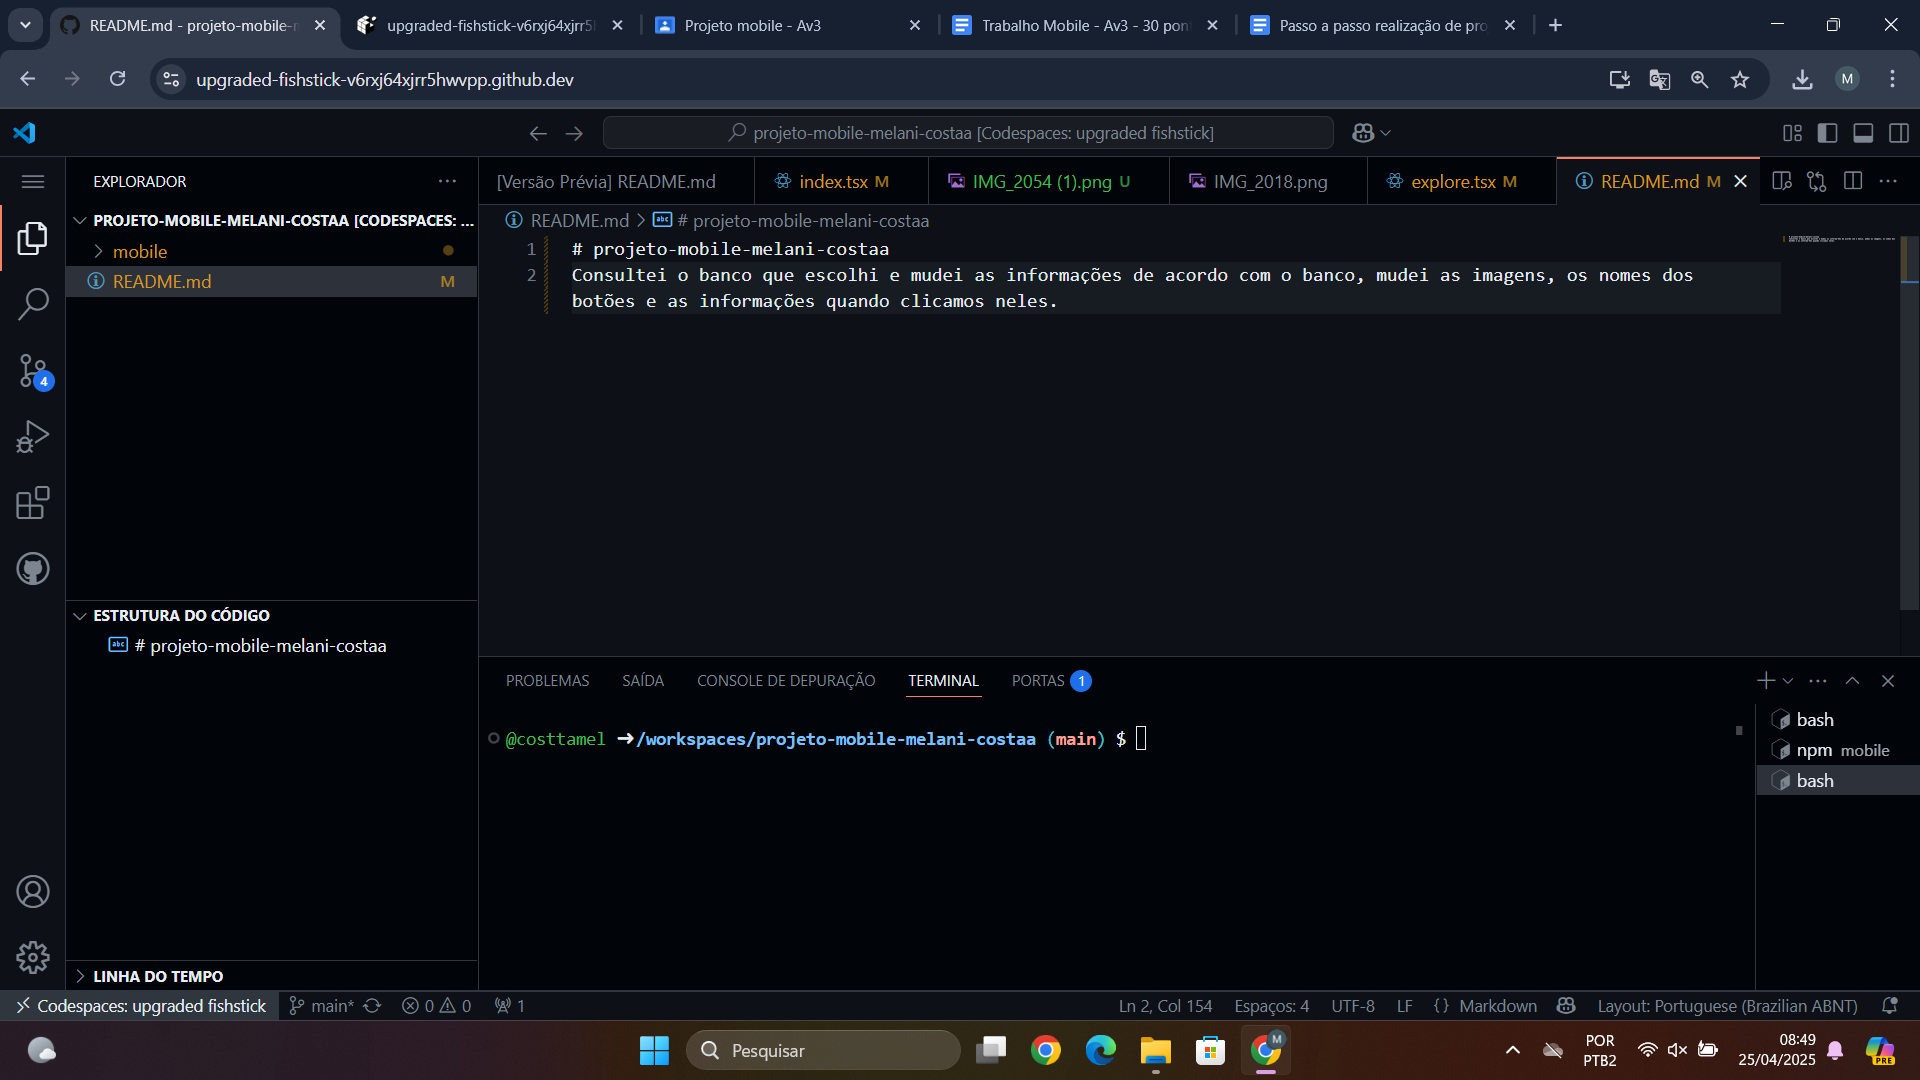 README.md - projeto-mobile-m
upgraded-fishstick-v6rxj64xjrr5
Projeto mobile - Av3
Trabalho Mobile - Av3 - 30 pon
Passo a passo realização de pro
upgraded-fishstick-v6rxj64xjrr5hwvpp.github.dev
M
projeto-mobile-melani-costaa [Codespaces: upgraded fishstick]
EXPLORADOR
[Versão Prévia] README.md
index.tsx M
IMG_2054 (1).png U
IMG_2018.png
explore.tsx M
README.md M
PROJETO-MOBILE-MELANI-COSTAA [CODESPACES: ...
README.md
# projeto-mobile-melani-costaa
mobile
README.md M
1 # projeto-mobile-melani-costaa
2 Consultei o banco que escolhi e mudei as informações de acordo com o banco, mudei as imagens, os nomes dos
botões e as informações quando clicamos neles.
4
ESTRUTURA DO CÓDIGO
# projeto-mobile-melani-costaa
PROBLEMAS
SAÍDA
CONSOLE DE DEPURAÇÃO
TERMINAL
PORTAS 1
@costtamel ➜/workspaces/projeto-mobile-melani-costaa (main) $
bash
npm mobile
bash
LINHA DO TEMPO
Codespaces: upgraded fishstick
main*
0
0
1
Ln 2, Col 154
Espaços: 4
UTF-8
LF
{} Markdown
Layout: Portuguese (Brazilian ABNT)
Pesquisar
M
POR
PTB2
08:49
25/04/2025
PRE